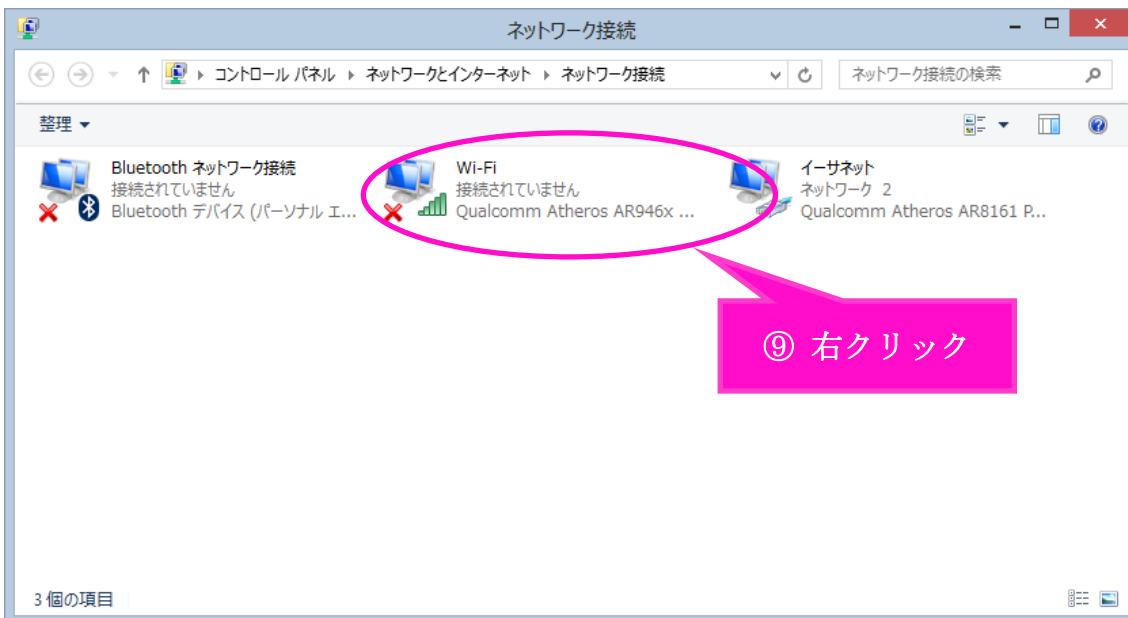 ネットワーク接続
コントロール パネル ネットワークとインターネット ネットワーク接続
ネットワーク接続の検索
整理
Bluetooth ネットワーク接続
接続されていません
Bluetooth デバイス (パーソナル エ...
Wi-Fi
接続されていません
Qualcomm Atheros AR946x ...
イーサネット
ネットワーク 2
Qualcomm Atheros AR8161 P...
⑨ 右クリック
3 個の項目